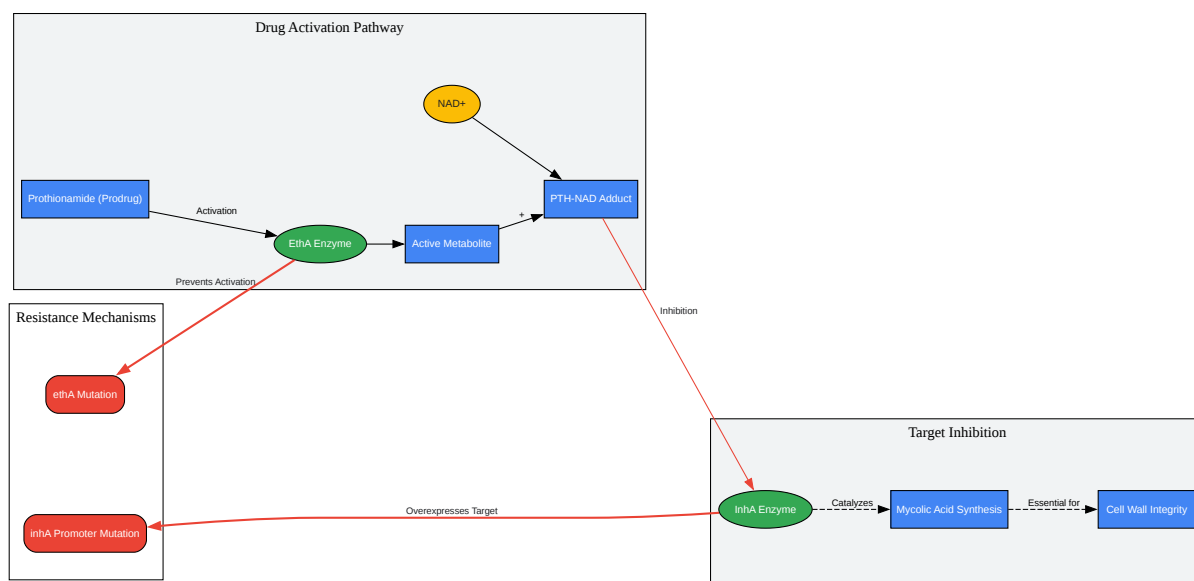 Drug Activation Pathway
NAD+
Prothionamide (Prodrug)
Activation
EthA Enzyme
Active Metabolite
+
PTH-NAD Adduct
Prevents Activation
Inhibition
Resistance Mechanisms
ethA Mutation
inhA Promoter Mutation
Overexpresses Target
Target Inhibition
InhA Enzyme
Catalyzes
Mycolic Acid Synthesis
Essential for
Cell Wall Integrity